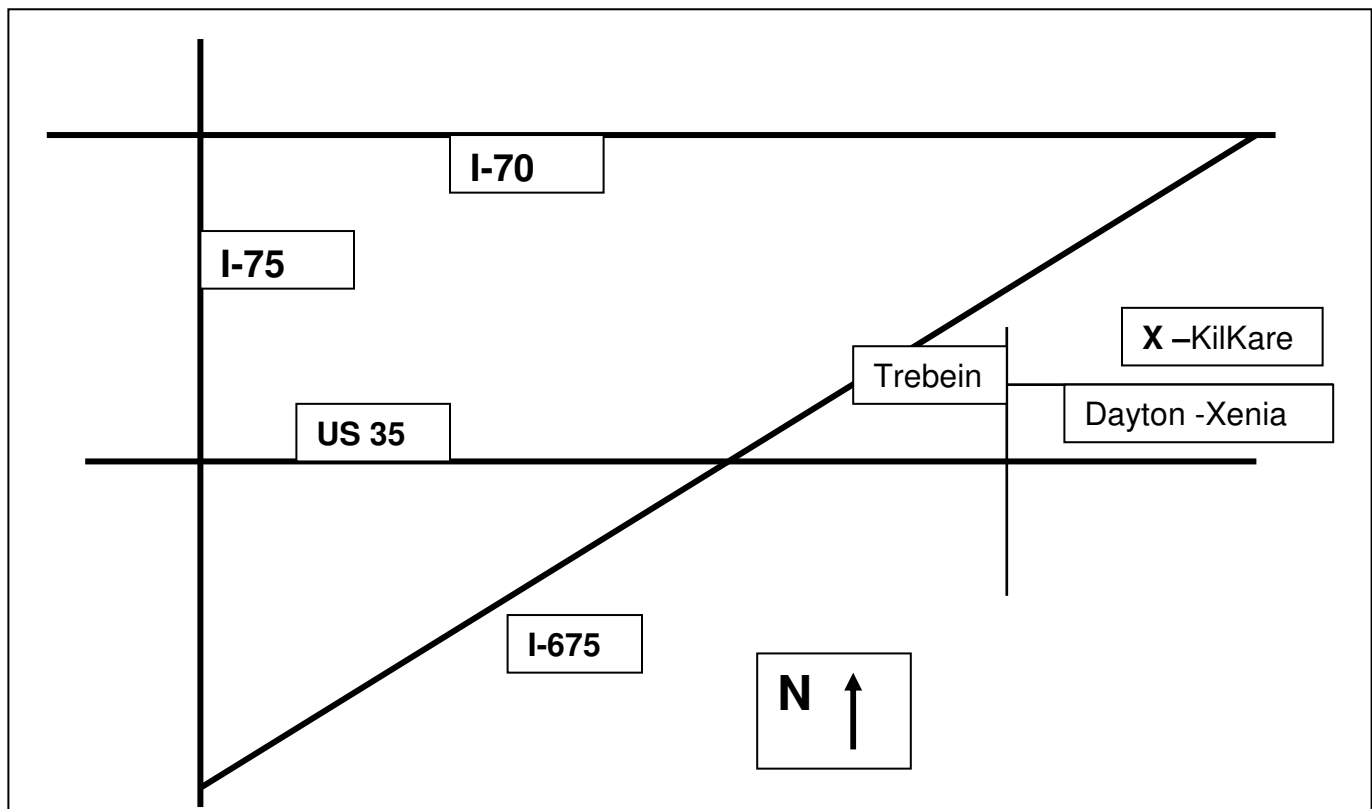 I-70
I-75
X –KilKare
Trebein
Dayton -Xenia
US 35
I-675
N